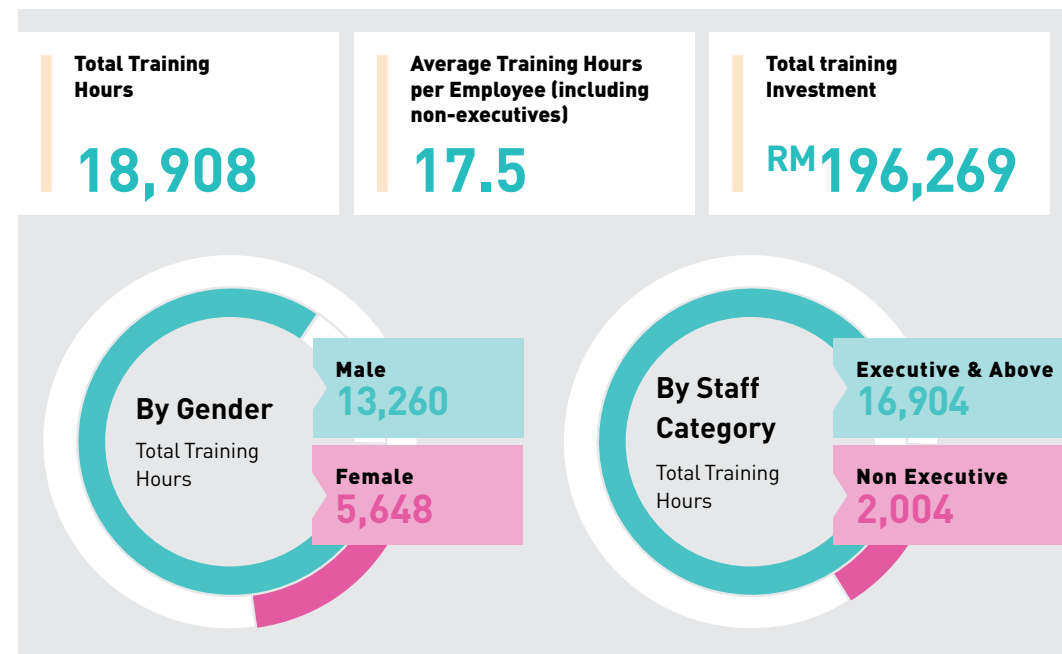 Total Training
Hours
18,908
Average Training Hours
per Employee (including
non-executives)
17.5
Total training
Investment
RM196,269
By Gender
Total Training
Hours
Male
13,260
Female
5,648
By Staff
Category
Total Training
Hours
Executive & Above
16,904
Non Executive
2,004